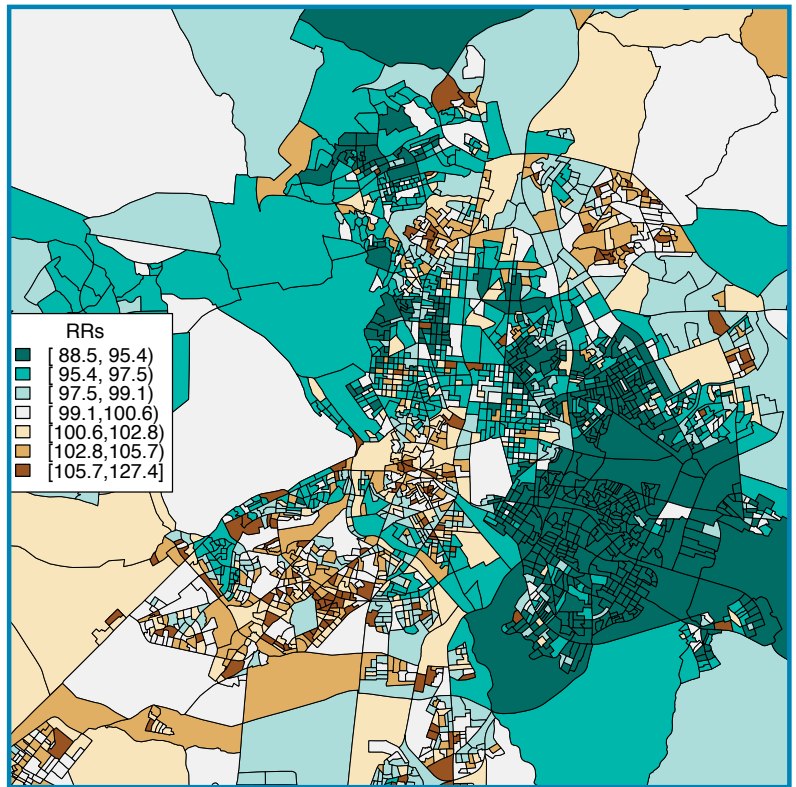 RRs
[ 88.5, 95.4)
[ 95.4, 97.5)
[ 97.5, 99.1)
[ 99.1,100.6)
[100.6,102.8)
[102.8,105.7)
[105.7,127.4]